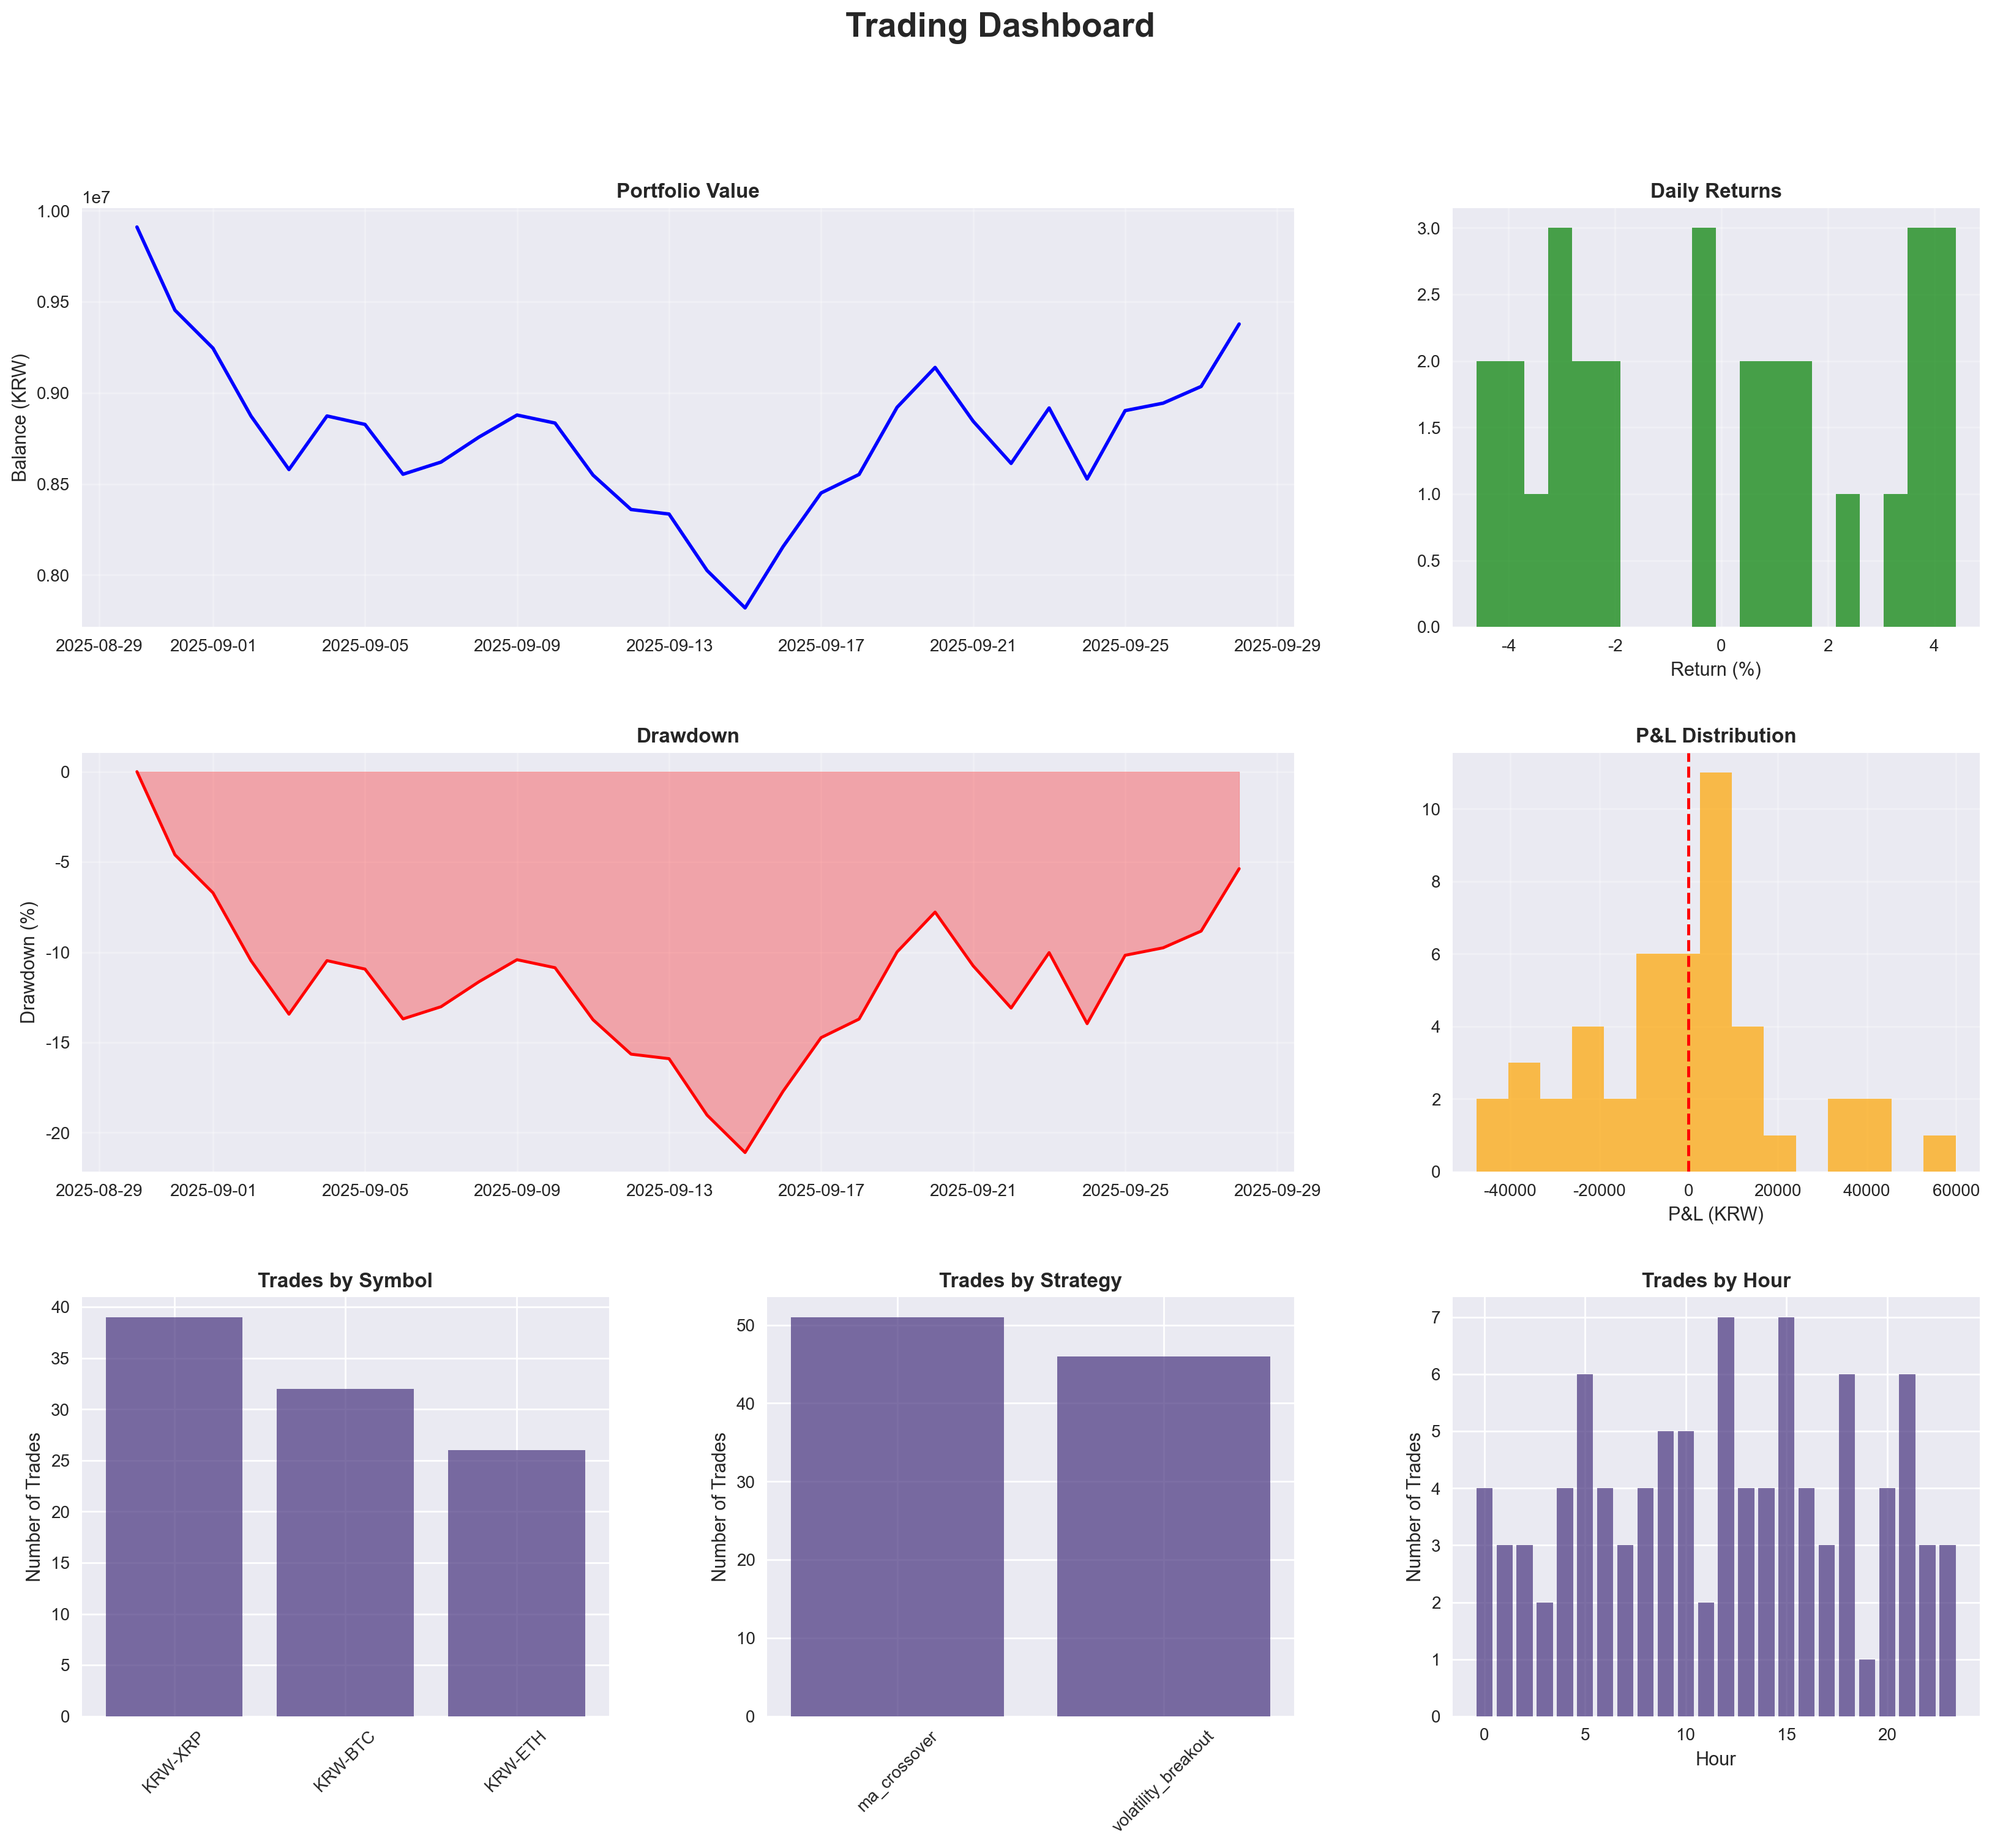 Trading Dashboard
Portfolio Value
1e7
1.00
0.95
0.90
0.85
0.80
Balance (KRW)
2025-08-29 2025-09-01 2025-09-05 2025-09-09 2025-09-13 2025-09-17 2025-09-21 2025-09-25 2025-09-29
Daily Returns
3.0
2.5
2.0
1.5
1.0
0.5
0.0
-4 -2 0 2 4
Return (%)
Drawdown
0
-5
-10
-15
-20
Drawdown (%)
2025-08-29 2025-09-01 2025-09-05 2025-09-09 2025-09-13 2025-09-17 2025-09-21 2025-09-25 2025-09-29
P&L Distribution
10
8
6
4
2
0
-40000 -20000 0 20000 40000 60000
P&L (KRW)
Trades by Symbol
40
35
30
25
20
15
10
5
0
Number of Trades
KRW-XRP
KRW-BTC
KRW-ETH
Trades by Strategy
50
40
30
20
10
0
Number of Trades
ma_crossover
volatility_breakout
Trades by Hour
7
6
5
4
3
2
1
0
Number of Trades
0 5 10 15 20
Hour